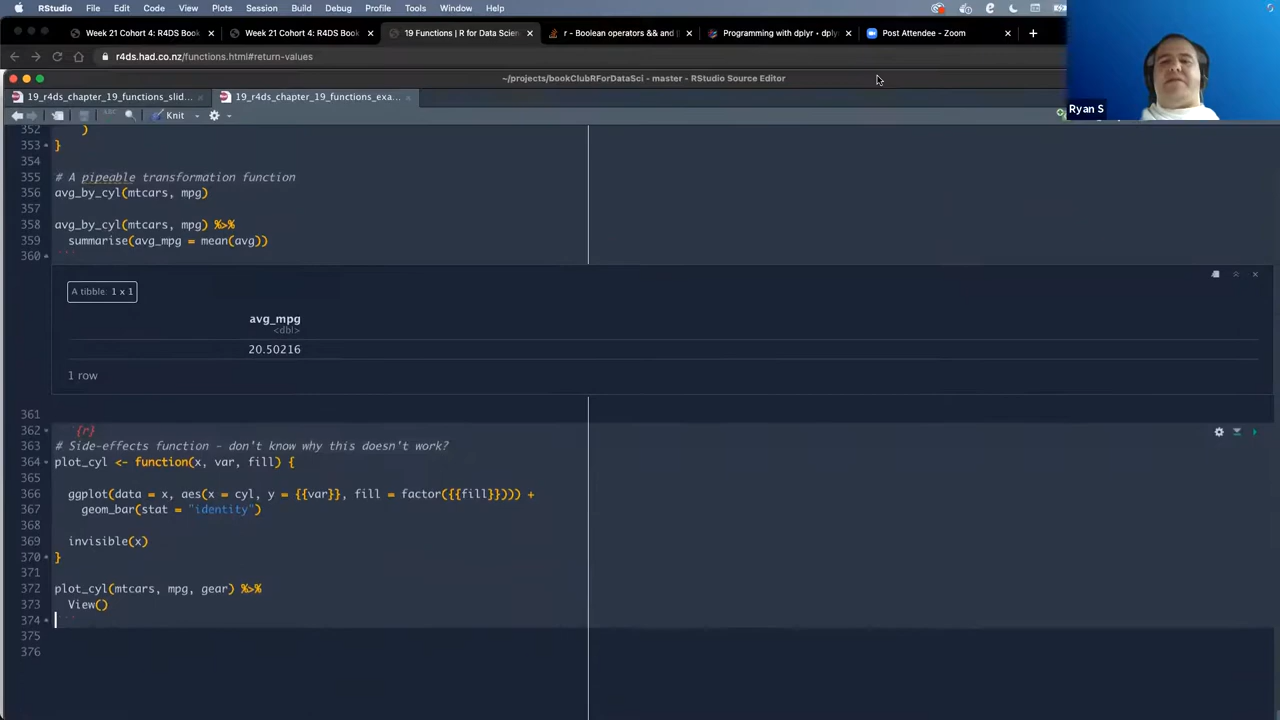 RStudio File Edit Code View Plots Session Build Debug Profile Tools Window Help
Week 21 Cohort 4: R4DS Book Week 21 Cohort 4: R4DS Book 19 Functions | R for Data Scien r - Boolean operators && and || Programming with dplyr • dply Post Attendee - Zoom
r4ds.had.co.nz/functions.html#return-values
~/projects/bookClubRForDataSci - master - RStudio Source Editor
19_r4ds_chapter_19_functions_slid... 19_r4ds_chapter_19_functions_exa...
Ryan S
Knit
352 )
353 }
354
355 # A pipeable transformation function
356 avg_by_cyl(mtcars, mpg)
357
358 avg_by_cyl(mtcars, mpg) %>%
359 summarise(avg_mpg = mean(avg))
360 ```
A tibble: 1 x 1
avg_mpg
<dbl>
20.50216
1 row
361
362 {r}
363 # Side-effects function - don't know why this doesn't work?
364 plot_cyl <- function(x, var, fill) {
365
366 ggplot(data = x, aes(x = cyl, y = {{var}}, fill = factor({{fill}}))) +
367 geom_bar(stat = "identity")
368
369 invisible(x)
370 }
371
372 plot_cyl(mtcars, mpg, gear) %>%
373 View()
374 ```
375
376